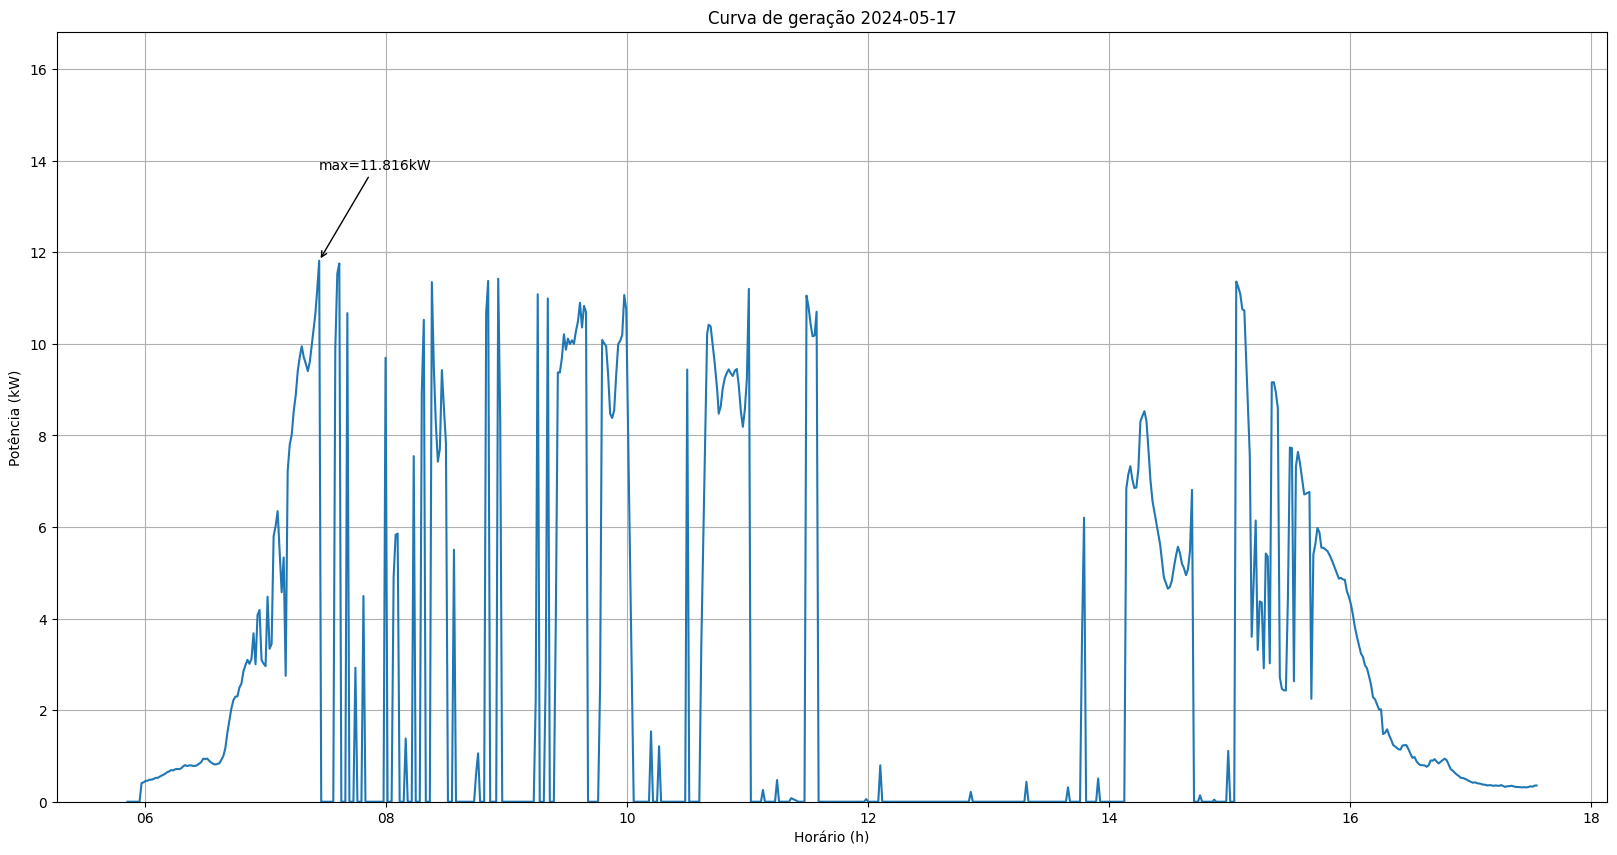 Curva de geração 2024-05-17
16
14
12
10
8
6
4
2
0
Potência (kW)
max=11.816kW
06 08 10 12 14 16 18
Horário (h)